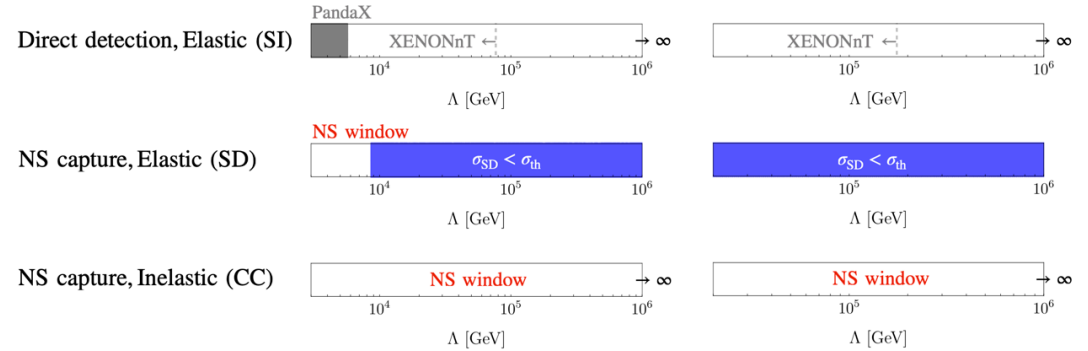 PandaX
Direct detection, Elastic (SI)
XENONnT ← → ∞
10⁴ 10⁵ 10⁶
Λ [GeV]
XENONnT ← → ∞
10⁵ 10⁶
Λ [GeV]
NS window
NS capture, Elastic (SD)
σ_SD < σ_th
10⁴ 10⁵ 10⁶
Λ [GeV]
σ_SD < σ_th
10⁵ 10⁶
Λ [GeV]
NS capture, Inelastic (CC)
NS window → ∞
10⁴ 10⁵ 10⁶
Λ [GeV]
NS window → ∞
10⁵ 10⁶
Λ [GeV]